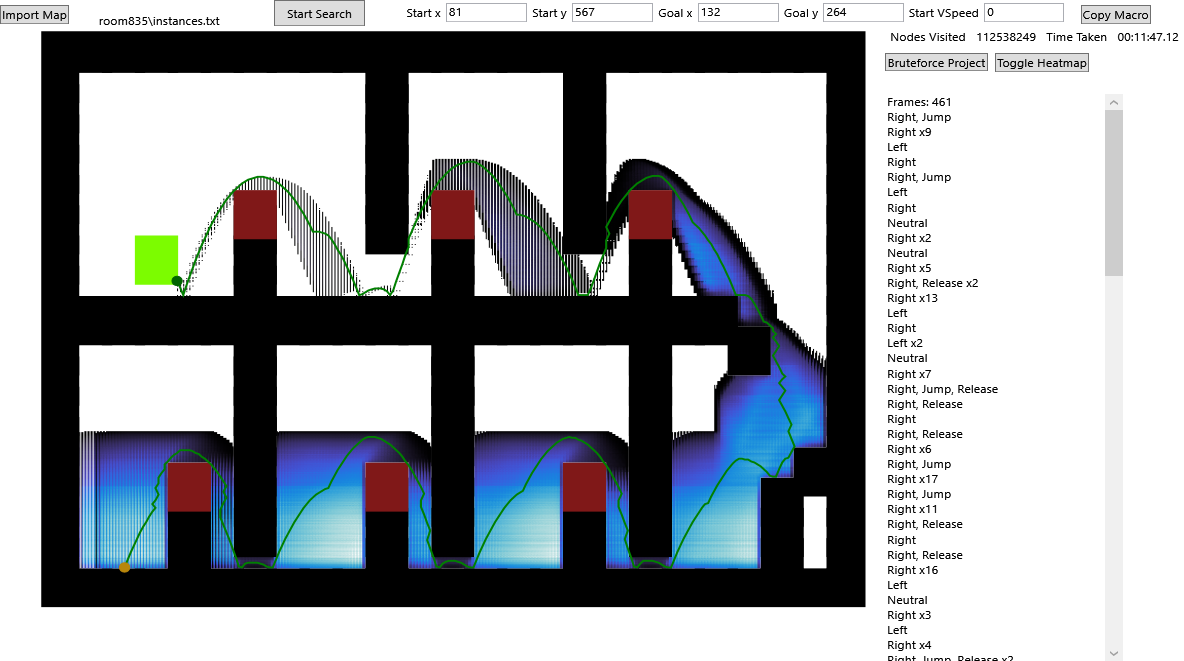 Import Map
room835\instances.txt
Start Search
Start x 81 Start y 567 Goal x 132 Goal y 264 Start VSpeed 0
Copy Macro
Nodes Visited 112538249 Time Taken 00:11:47.12
Bruteforce Project Toggle Heatmap
Frames: 461
Right, Jump
Right x9
Left
Right
Right, Jump
Left
Right
Neutral
Right x2
Neutral
Right x5
Right, Release x2
Right x13
Left
Right
Left x2
Neutral
Right x7
Right, Jump, Release
Right, Release
Right
Right, Release
Right x6
Right, Jump
Right x17
Right, Jump
Right x11
Right, Release
Right
Right, Release
Right x16
Left
Neutral
Right x3
Left
Right x4
Right, Jump, Release x2